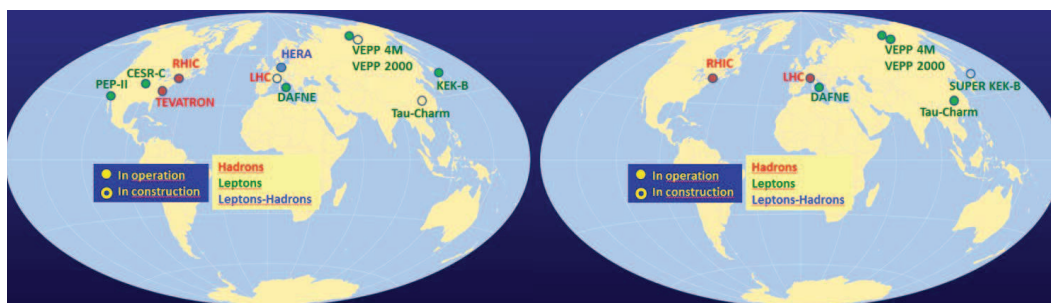 HERA
VEPP 4M
VEPP 2000
RHIC
LHC
CESR-C
PEP-II
KEK-B
DAFNE
TEVATRON
Tau-Charm
In operation
In construction
Hadrons
Leptons
Leptons-Hadrons
VEPP 4M
VEPP 2000
RHIC
LHC
SUPER KEK-B
DAFNE
Tau-Charm
In operation
In construction
Hadrons
Leptons
Leptons-Hadrons